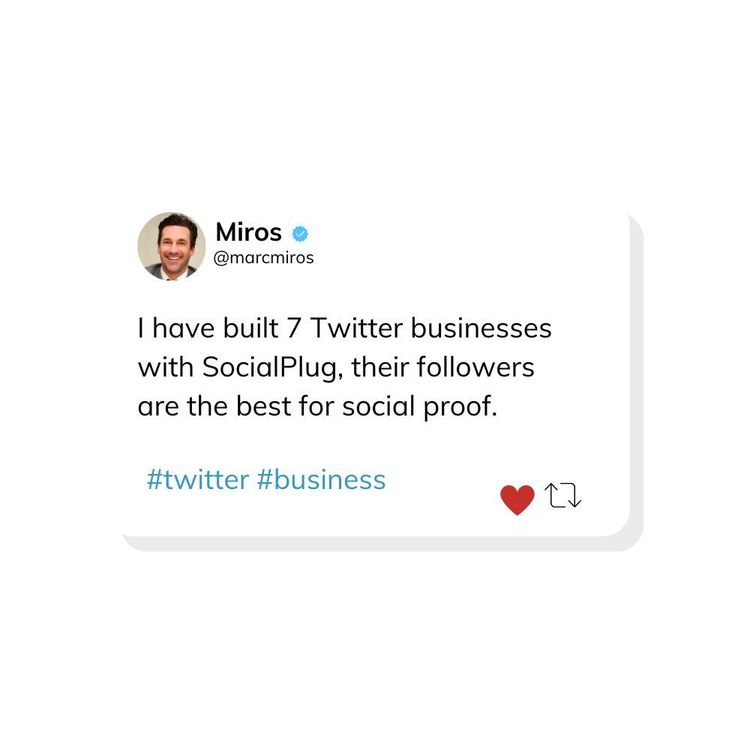 Miros
@marcmiros
I have built 7 Twitter businesses
with SocialPlug, their followers
are the best for social proof.
#twitter #business